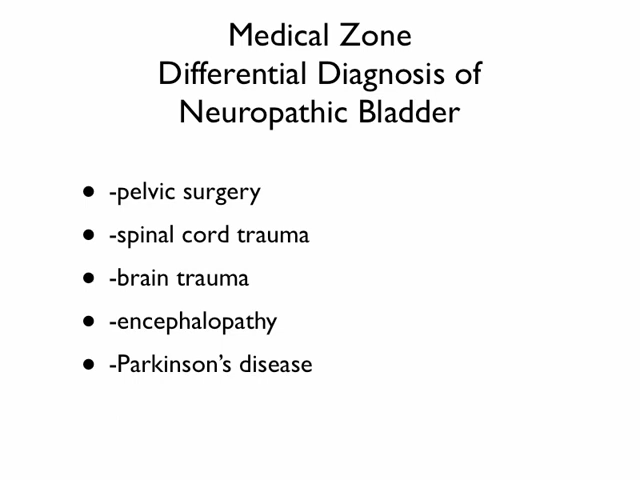 Medical Zone
Differential Diagnosis of
Neuropathic Bladder
• -pelvic surgery
• -spinal cord trauma
• -brain trauma
• -encephalopathy
• -Parkinson’s disease